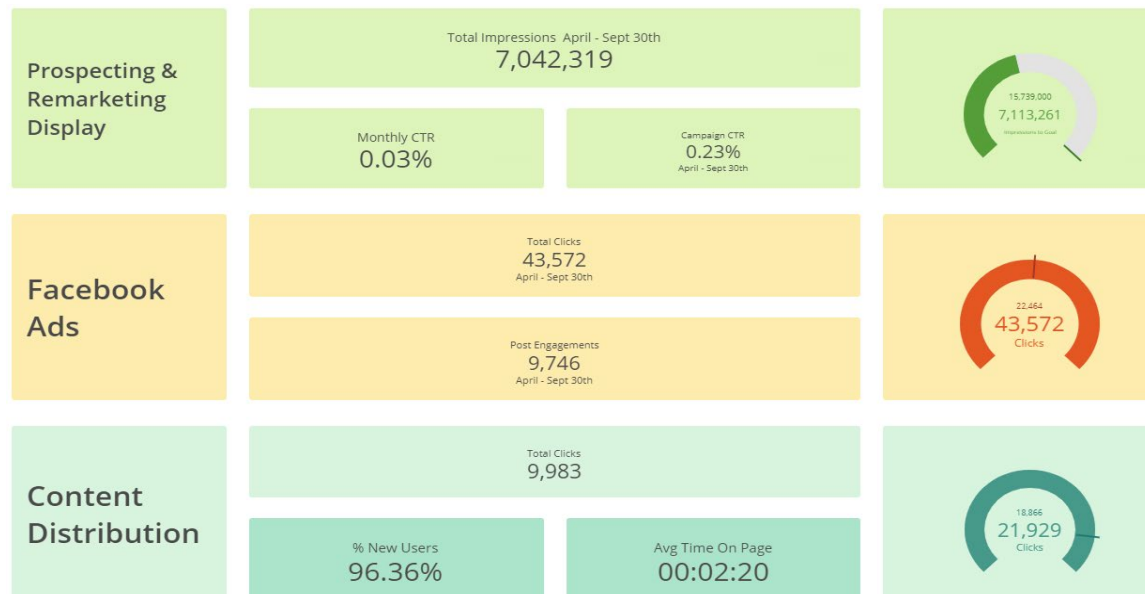 Prospecting &
Remarketing
Display
Total Impressions April - Sept 30th
7,042,319
Monthly CTR
0.03%
Campaign CTR
0.23%
April - Sept 30th
15,739,000
7,113,261
Impressions to Goal
Facebook
Ads
Total Clicks
43,572
April - Sept 30th
Post Engagements
9,746
April - Sept 30th
22,464
43,572
Clicks
Content
Distribution
Total Clicks
9,983
% New Users
96.36%
Avg Time On Page
00:02:20
18,866
21,929
Clicks